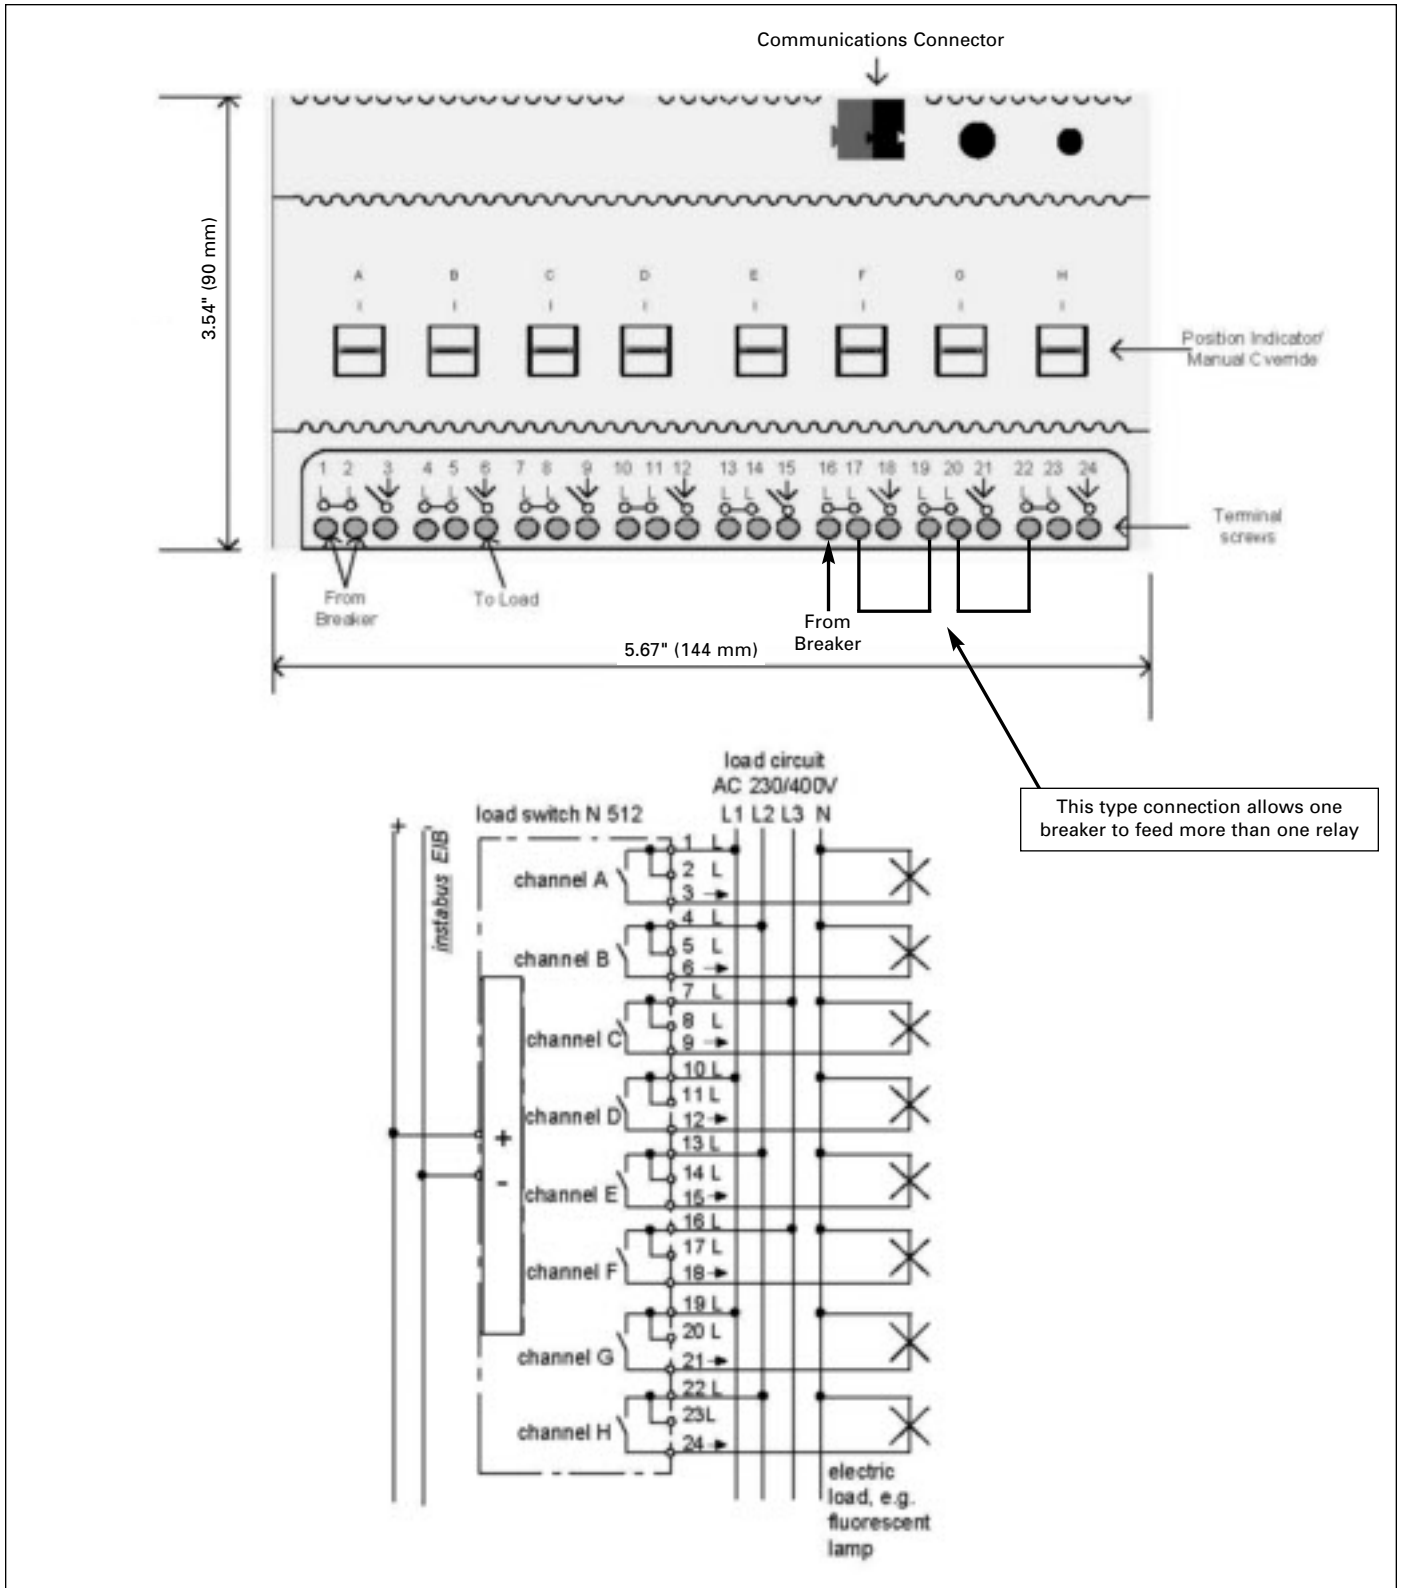 Communications Connector
3.54" (90 mm)
A B C D E F G H
I I I I I I I I
Position Indicator/
Manual Override
1 2 3 4 5 6 7 8 9 10 11 12 13 14 15 16 17 18 19 20 21 22 23 24
L L L L L L L L L L L L L L L L
Terminal
screws
From
Breaker
To Load
From
Breaker
5.67" (144 mm)
This type connection allows one
breaker to feed more than one relay
load circuit
AC 230/400V
load switch N 512
L1 L2 L3 N
+ -
instabus EIB
1 L
channel A
2 L
3
4 L
channel B
5 L
6
7 L
channel C
8 L
9
10 L
channel D
11 L
12
+
13 L
-
channel E
14 L
15
16 L
channel F
17 L
18
19 L
channel G
20 L
21
22 L
channel H
23L
24
electric
load, e.g.
fluorescent
lamp